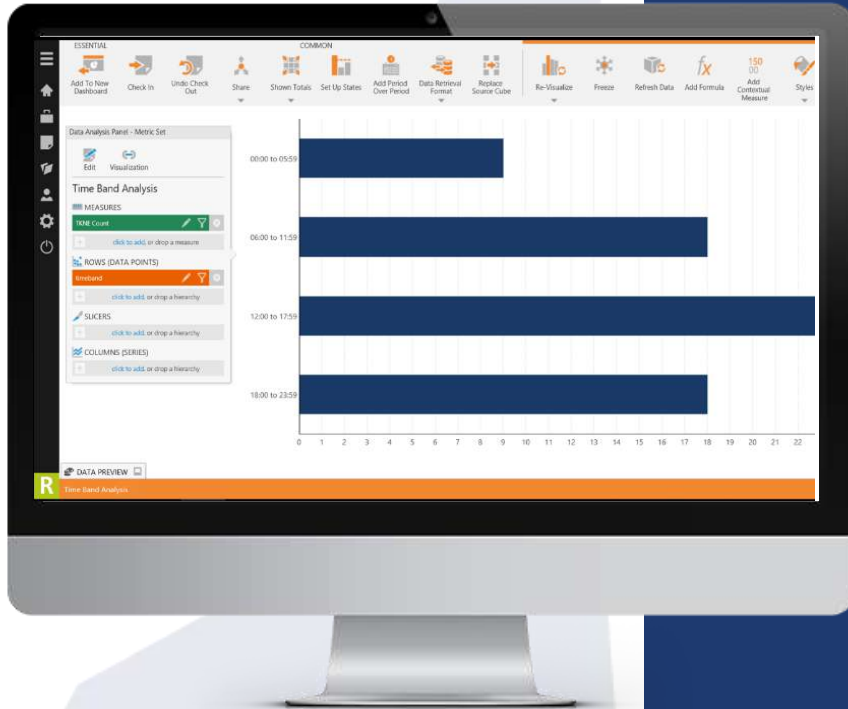 ESSENTIAL
COMMON
Add To New
Dashboard
Check In
Undo Check
Out
Share
Shown Totals
Set Up States
Add Period
Over Period
Data Retrieval
Format
Replace
Source Cube
Re-Visualize
Freeze
Refresh Data
Add Formula
fx
150
00
Add
Contextual
Measure
Styles
Data Analysis Panel - Metric Set
Edit
Visualization
Time Band Analysis
MEASURES
TKNE Count
click to add, or drop a measure
ROWS (DATA POINTS)
timeband
click to add, or drop a hierarchy
SLICERS
click to add, or drop a hierarchy
COLUMNS (SERIES)
click to add, or drop a hierarchy
00:00 to 05:59
06:00 to 11:59
12:00 to 17:59
18:00 to 23:59
0 1 2 3 4 5 6 7 8 9 10 11 12 13 14 15 16 17 18 19 20 21 22
DATA PREVIEW
R
Time Band Analysis